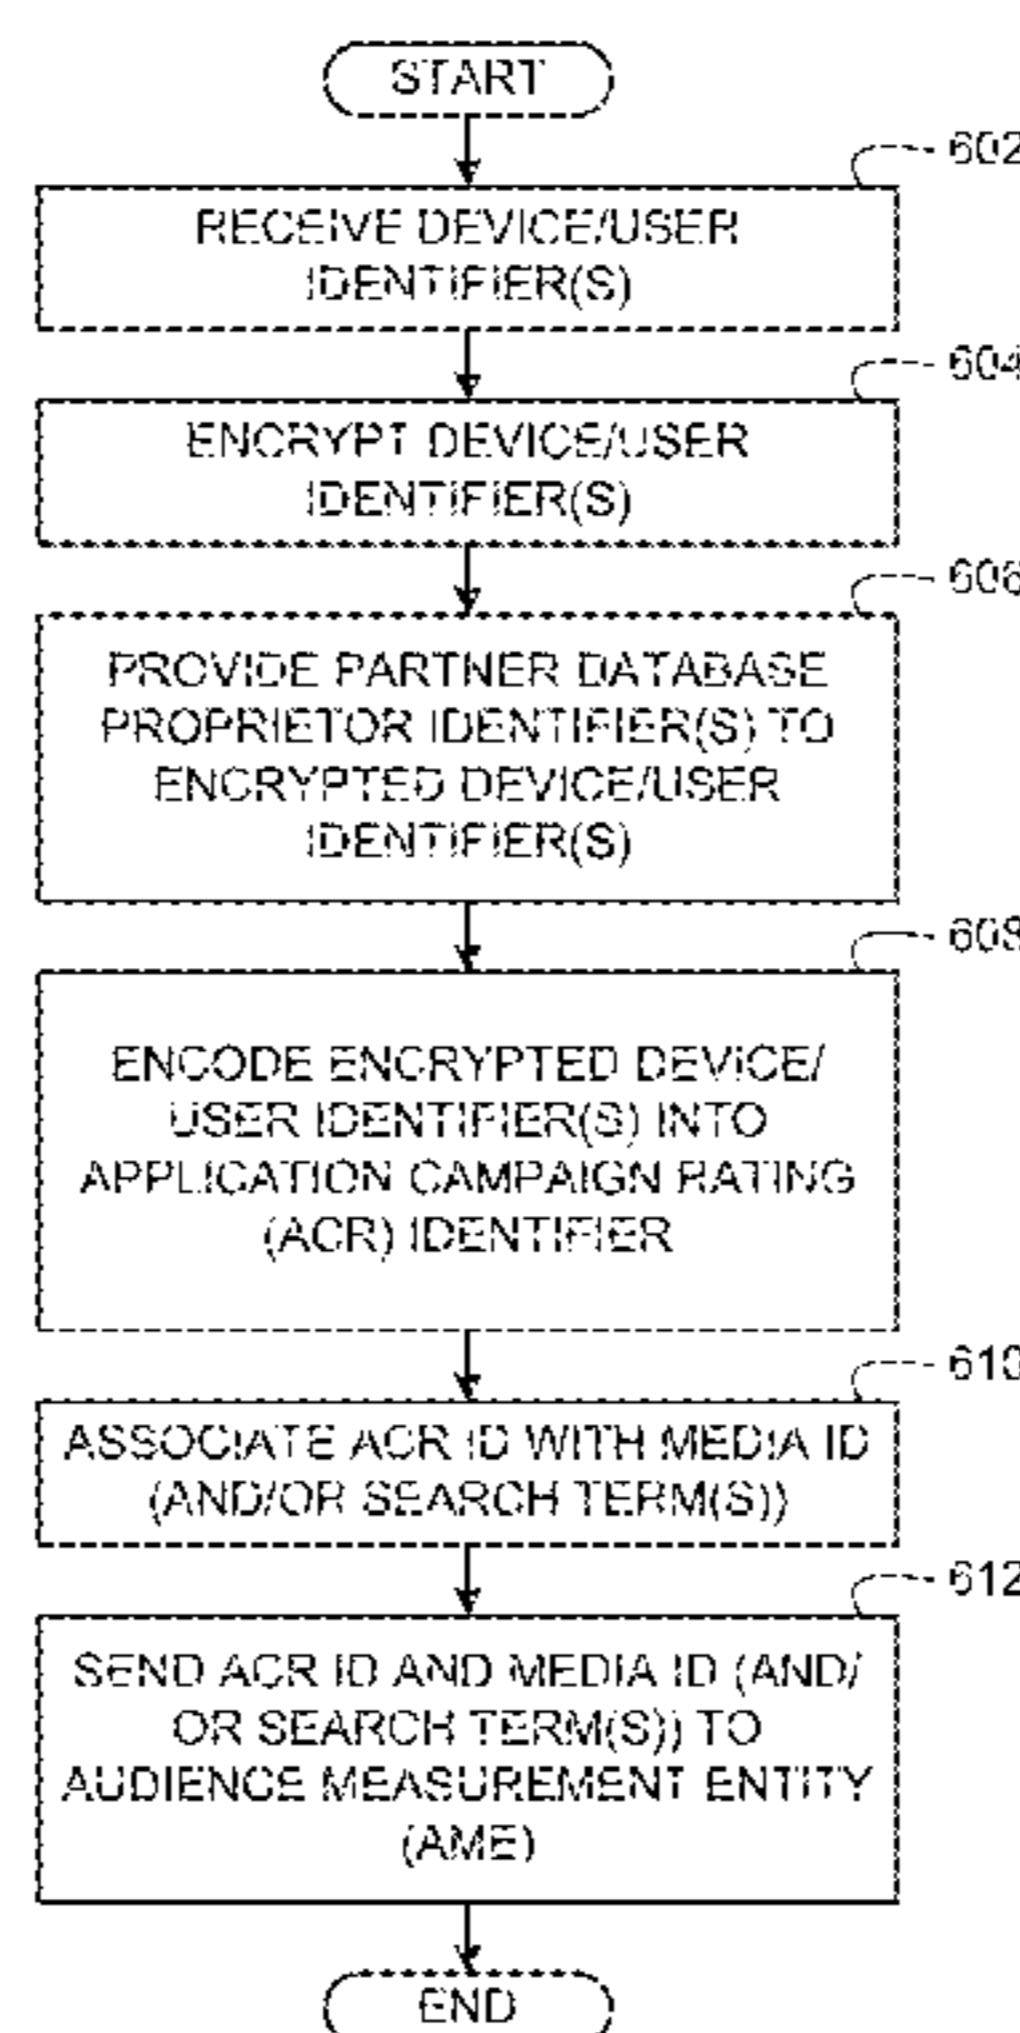 START
602
RECEIVE DEVICE/USER
IDENTIFIER(S)
604
ENCRYPT DEVICE/USER
IDENTIFIER(S)
606
PROVIDE PARTNER DATABASE
PROPRIETOR IDENTIFIER(S) TO
ENCRYPTED DEVICE/USER
IDENTIFIER(S)
608
ENCODE ENCRYPTED DEVICE/
USER IDENTIFIER(S) INTO
APPLICATION CAMPAIGN RATING
(ACR) IDENTIFIER
610
ASSOCIATE ACR ID WITH MEDIA ID
(AND/OR SEARCH TERM(S))
612
SEND ACR ID AND MEDIA ID (AND/
OR SEARCH TERM(S)) TO
AUDIENCE MEASUREMENT ENTITY
(AME)
END